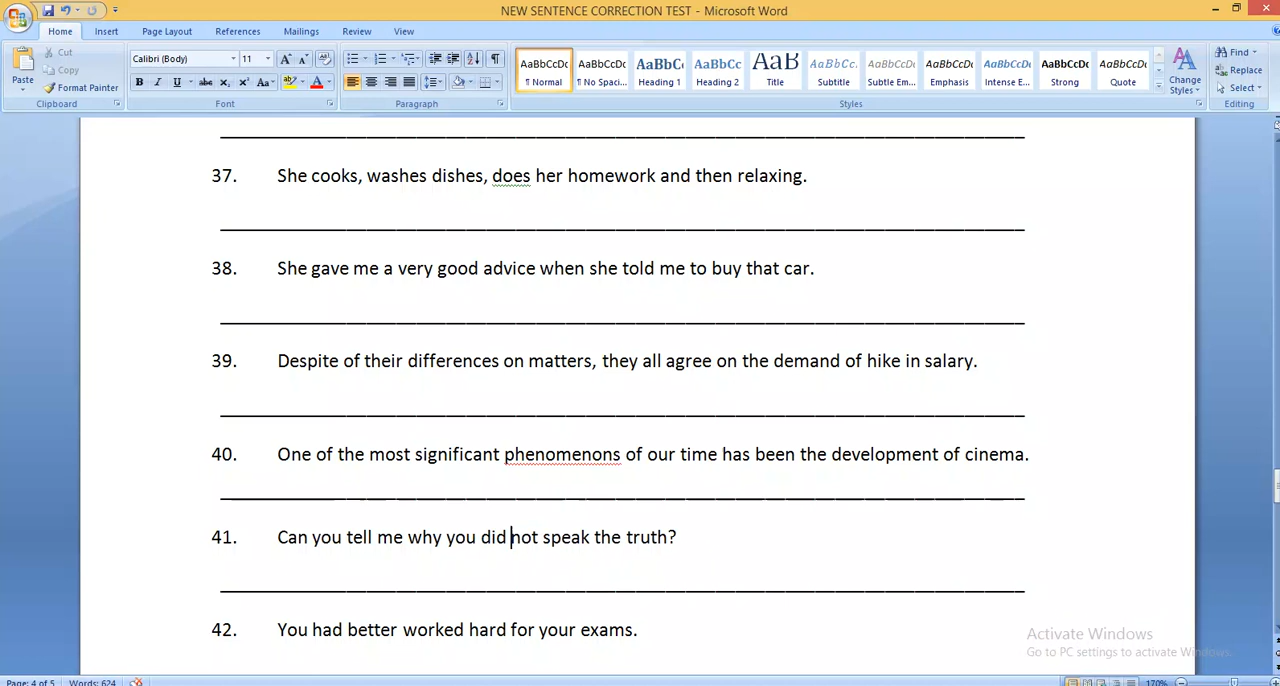 NEW SENTENCE CORRECTION TEST - Microsoft Word
Home Insert Page Layout References Mailings Review View
Cut
Copy
Format Painter
Paste
Clipboard
Calibri (Body) 11
B I U abc X₂ X² Aa
Font
Paragraph
AaBbCcDc AaBbCcDc AaBbC AaBbCc AaB AaBbCc. AaBbCcDc AaBbCcDc AaBbCcDc AaBbCcDc AaBbCcDc
¶ Normal ¶ No Spaci... Heading 1 Heading 2 Title Subtitle Subtle Em... Emphasis Intense E... Strong Quote
Change Styles
Styles
Find
Replace
Select
Editing
37. She cooks, washes dishes, does her homework and then relaxing.
38. She gave me a very good advice when she told me to buy that car.
39. Despite of their differences on matters, they all agree on the demand of hike in salary.
40. One of the most significant phenomenons of our time has been the development of cinema.
41. Can you tell me why you did not speak the truth?
42. You had better worked hard for your exams.
Activate Windows
Go to PC settings to activate Windows.
Page: 4 of 5 Words: 624 170%